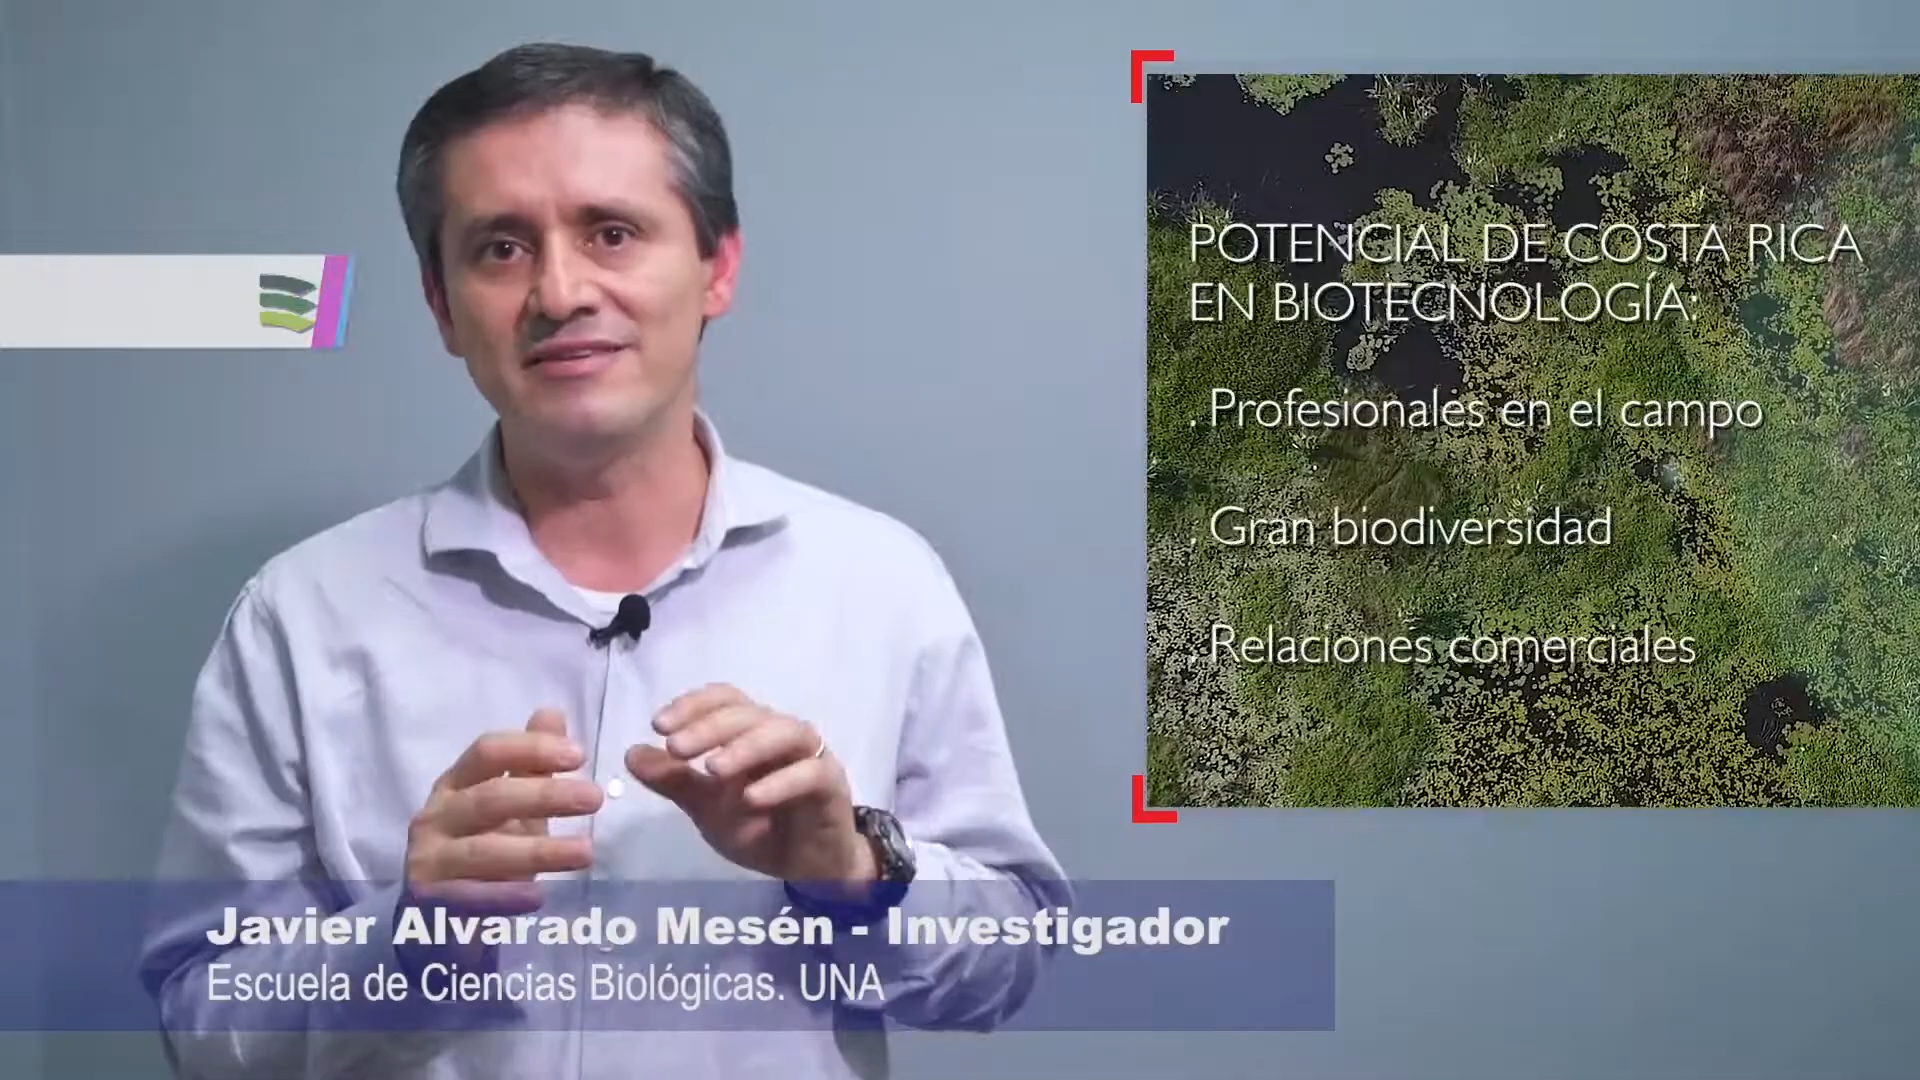 POTENCIAL DE COSTA RICA
EN BIOTECNOLOGÍA:
. Profesionales en el campo
. Gran biodiversidad
. Relaciones comerciales
Javier Alvarado Mesén - Investigador
Escuela de Ciencias Biológicas. UNA